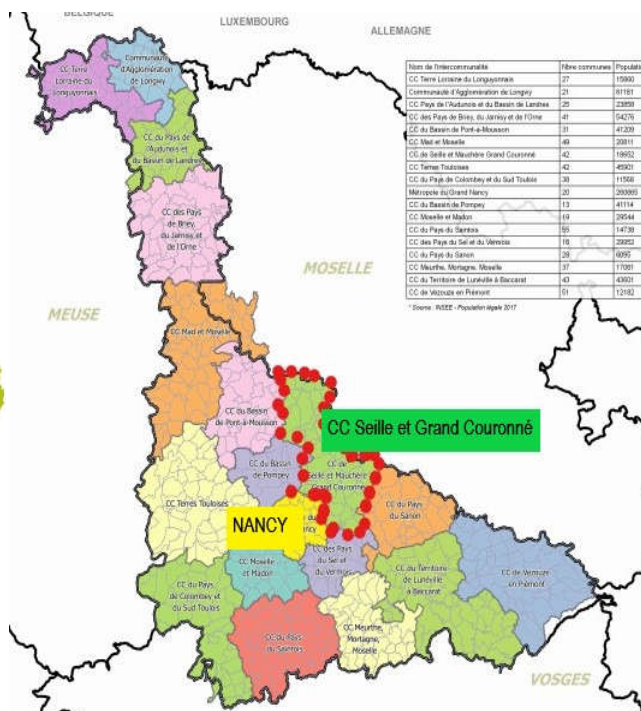 BELGIQUE
LUXEMBOURG
ALLEMAGNE
Communauté
d'Agglomération
de Longwy
CC Terre
Lorraine du
Longuyonnais
CC du Pays
de
l'Audunois et
du Bassin de Landres
CC des Pays
de Briey,
du Jarnisy et
de l'Orne
MOSELLE
MEUSE
CC Mad et Moselle
CC du Bassin
de Pont-à-Mousson
CC Seille et Grand Couronné
CC du Bassin
de Pompey
CC de
Seille et Mauchère
Grand Couronné
CC Terres Touloises
NANCY
CC du Pays
du Sanon
CC Moselle
et Madon
CC des Pays
du Sel et
du Vermois
CC du Territoire
de Lunéville
à Baccarat
CC de Vezouze
en Piémont
CC du Pays
de Colombey et
du Sud Toulois
CC du Pays
du Saintois
CC Meurthe,
Mortagne,
Moselle
VOSGES
Nom de l'intercommunalité Nbre communes Populati
CC Terre Lorraine du Longuyonnais 27
Communauté d'Agglomération de Longwy 21
CC Pays de l'Audunois et du Bassin de Landres 25
CC des Pays de Briey, du Jarnisy et de l'Orne 41 54276
CC du Bassin de Pont-à-Mousson 31 41209
CC Mad et Moselle 49 20011
CC de Seille et Mauchère Grand Couronné 42
CC Terres Touloises 42 45901
CC du Pays de Colombey et du Sud Toulois 38
Métropole du Grand Nancy 20
CC du Bassin de Pompey 13 41114
CC Moselle et Madon 19 29544
CC du Pays du Saintois 55 14738
CC des Pays du Sel et du Vermois 16
CC du Pays du Sanon 29 6095
CC Meurthe, Mortagne, Moselle 37
CC du Territoire de Lunéville à Baccarat 43
CC de Vezouze en Piémont 51 12182
* Source : INSEE - Population légale 2017